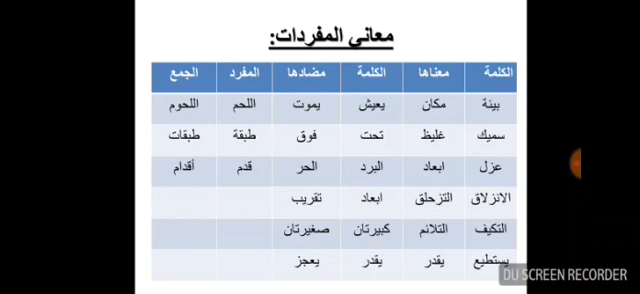 معاني المفردات:
الكلمة معناها الكلمة مضادها المفرد الجمع
بيئة مكان يعيش يموت اللحم اللحوم
سميك غليظ تحت فوق طبقة طبقات
عزل ابعاد البرد الحر قدم أقدام
الانزلاق التزحلق ابعاد تقريب
التكيف التلائم كبيرتان صغيرتان
يستطيع يقدر يقدر يعجز
DU SCREEN RECORDER